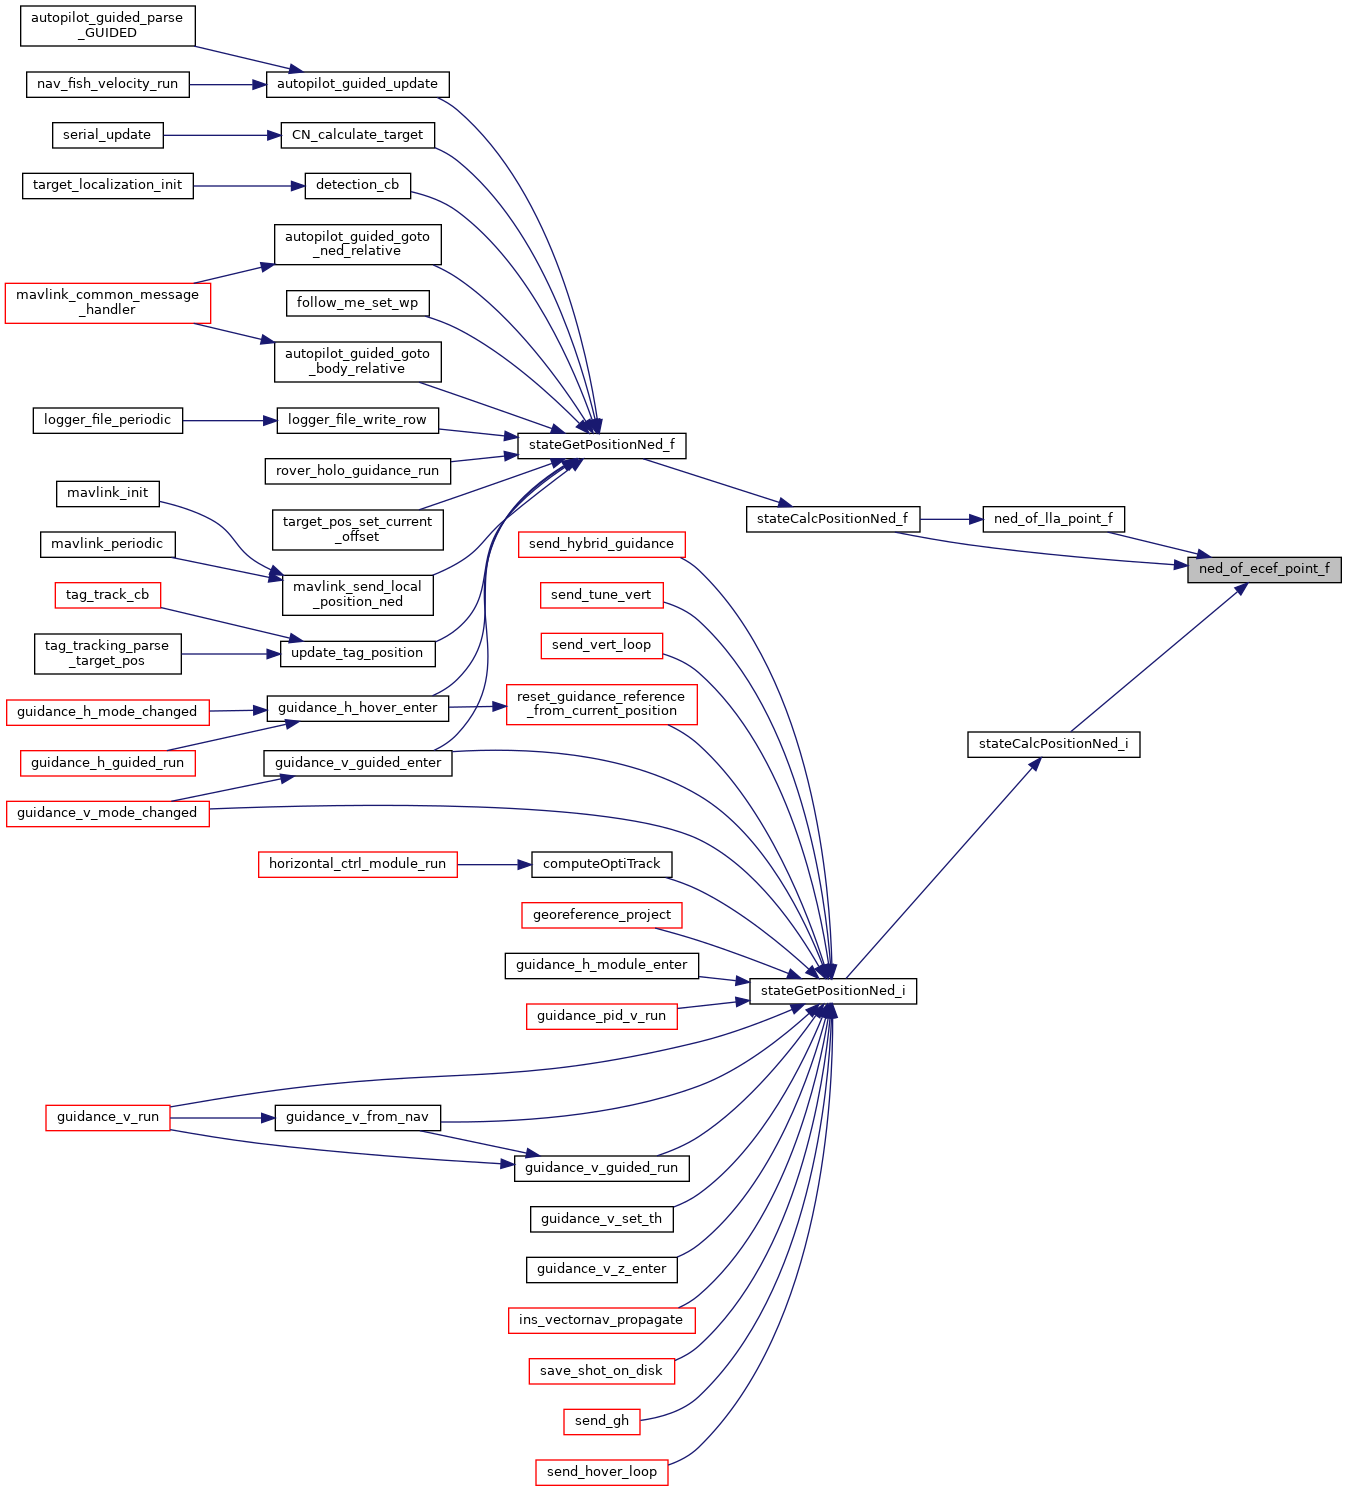 autopilot_guided_parse
_GUIDED
nav_fish_velocity_run
autopilot_guided_update
serial_update
CN_calculate_target
target_localization_init
detection_cb
autopilot_guided_goto
_ned_relative
mavlink_common_message
_handler
follow_me_set_wp
autopilot_guided_goto
_body_relative
logger_file_periodic
logger_file_write_row
stateGetPositionNed_f
rover_holo_guidance_run
mavlink_init
target_pos_set_current
_offset
stateCalcPositionNed_f
ned_of_lla_point_f
mavlink_periodic
send_hybrid_guidance
ned_of_ecef_point_f
tag_track_cb
mavlink_send_local
_position_ned
send_tune_vert
tag_tracking_parse
_target_pos
update_tag_position
send_vert_loop
guidance_h_mode_changed
guidance_h_hover_enter
reset_guidance_reference
_from_current_position
stateCalcPositionNed_i
guidance_h_guided_run
guidance_v_guided_enter
guidance_v_mode_changed
horizontal_ctrl_module_run
computeOptiTrack
georeference_project
guidance_h_module_enter
stateGetPositionNed_i
guidance_pid_v_run
guidance_v_run
guidance_v_from_nav
guidance_v_guided_run
guidance_v_set_th
guidance_v_z_enter
ins_vectornav_propagate
save_shot_on_disk
send_gh
send_hover_loop